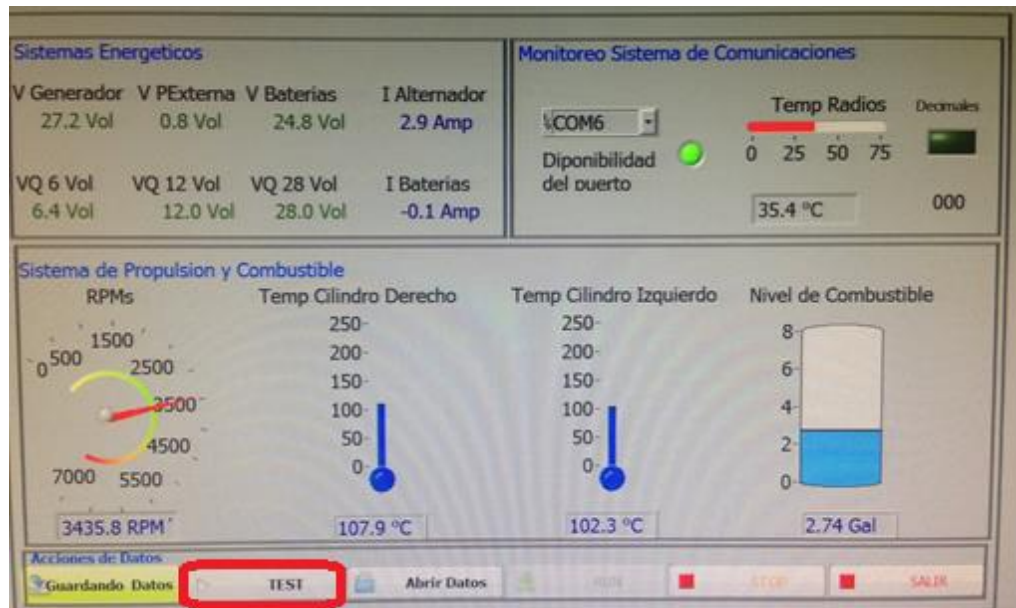 Sistemas Energeticos
V Generador V PExterna V Baterias I Alternador
27.2 Vol 0.8 Vol 24.8 Vol 2.9 Amp
VQ 6 Vol VQ 12 Vol VQ 28 Vol I Baterias
6.4 Vol 12.0 Vol 28.0 Vol -0.1 Amp
Monitoreo Sistema de Comunicaciones
COM6
Diponibilidad
del puerto
Temp Radios
0 25 50 75
35.4 ºC
Decimales
000
Sistema de Propulsion y Combustible
RPMs
0 500 1500 2500 3500 4500 5500 7000
3435.8 RPM
Temp Cilindro Derecho
250
200
150
100
50
0
107.9 ºC
Temp Cilindro Izquierdo
250
200
150
100
50
0
102.3 ºC
Nivel de Combustible
8
6
4
2
0
2.74 Gal
Acciones de Datos
Guardando Datos TEST Abrir Datos RUN STOP SALIR